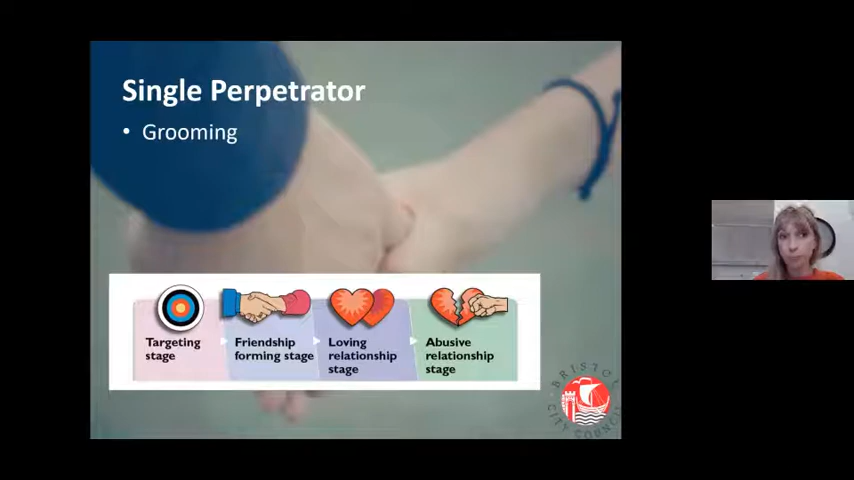 Single Perpetrator
• Grooming
Targeting
stage
Friendship
forming stage
Loving
relationship
stage
Abusive
relationship
stage
BRISTOL
CITY COUNCIL